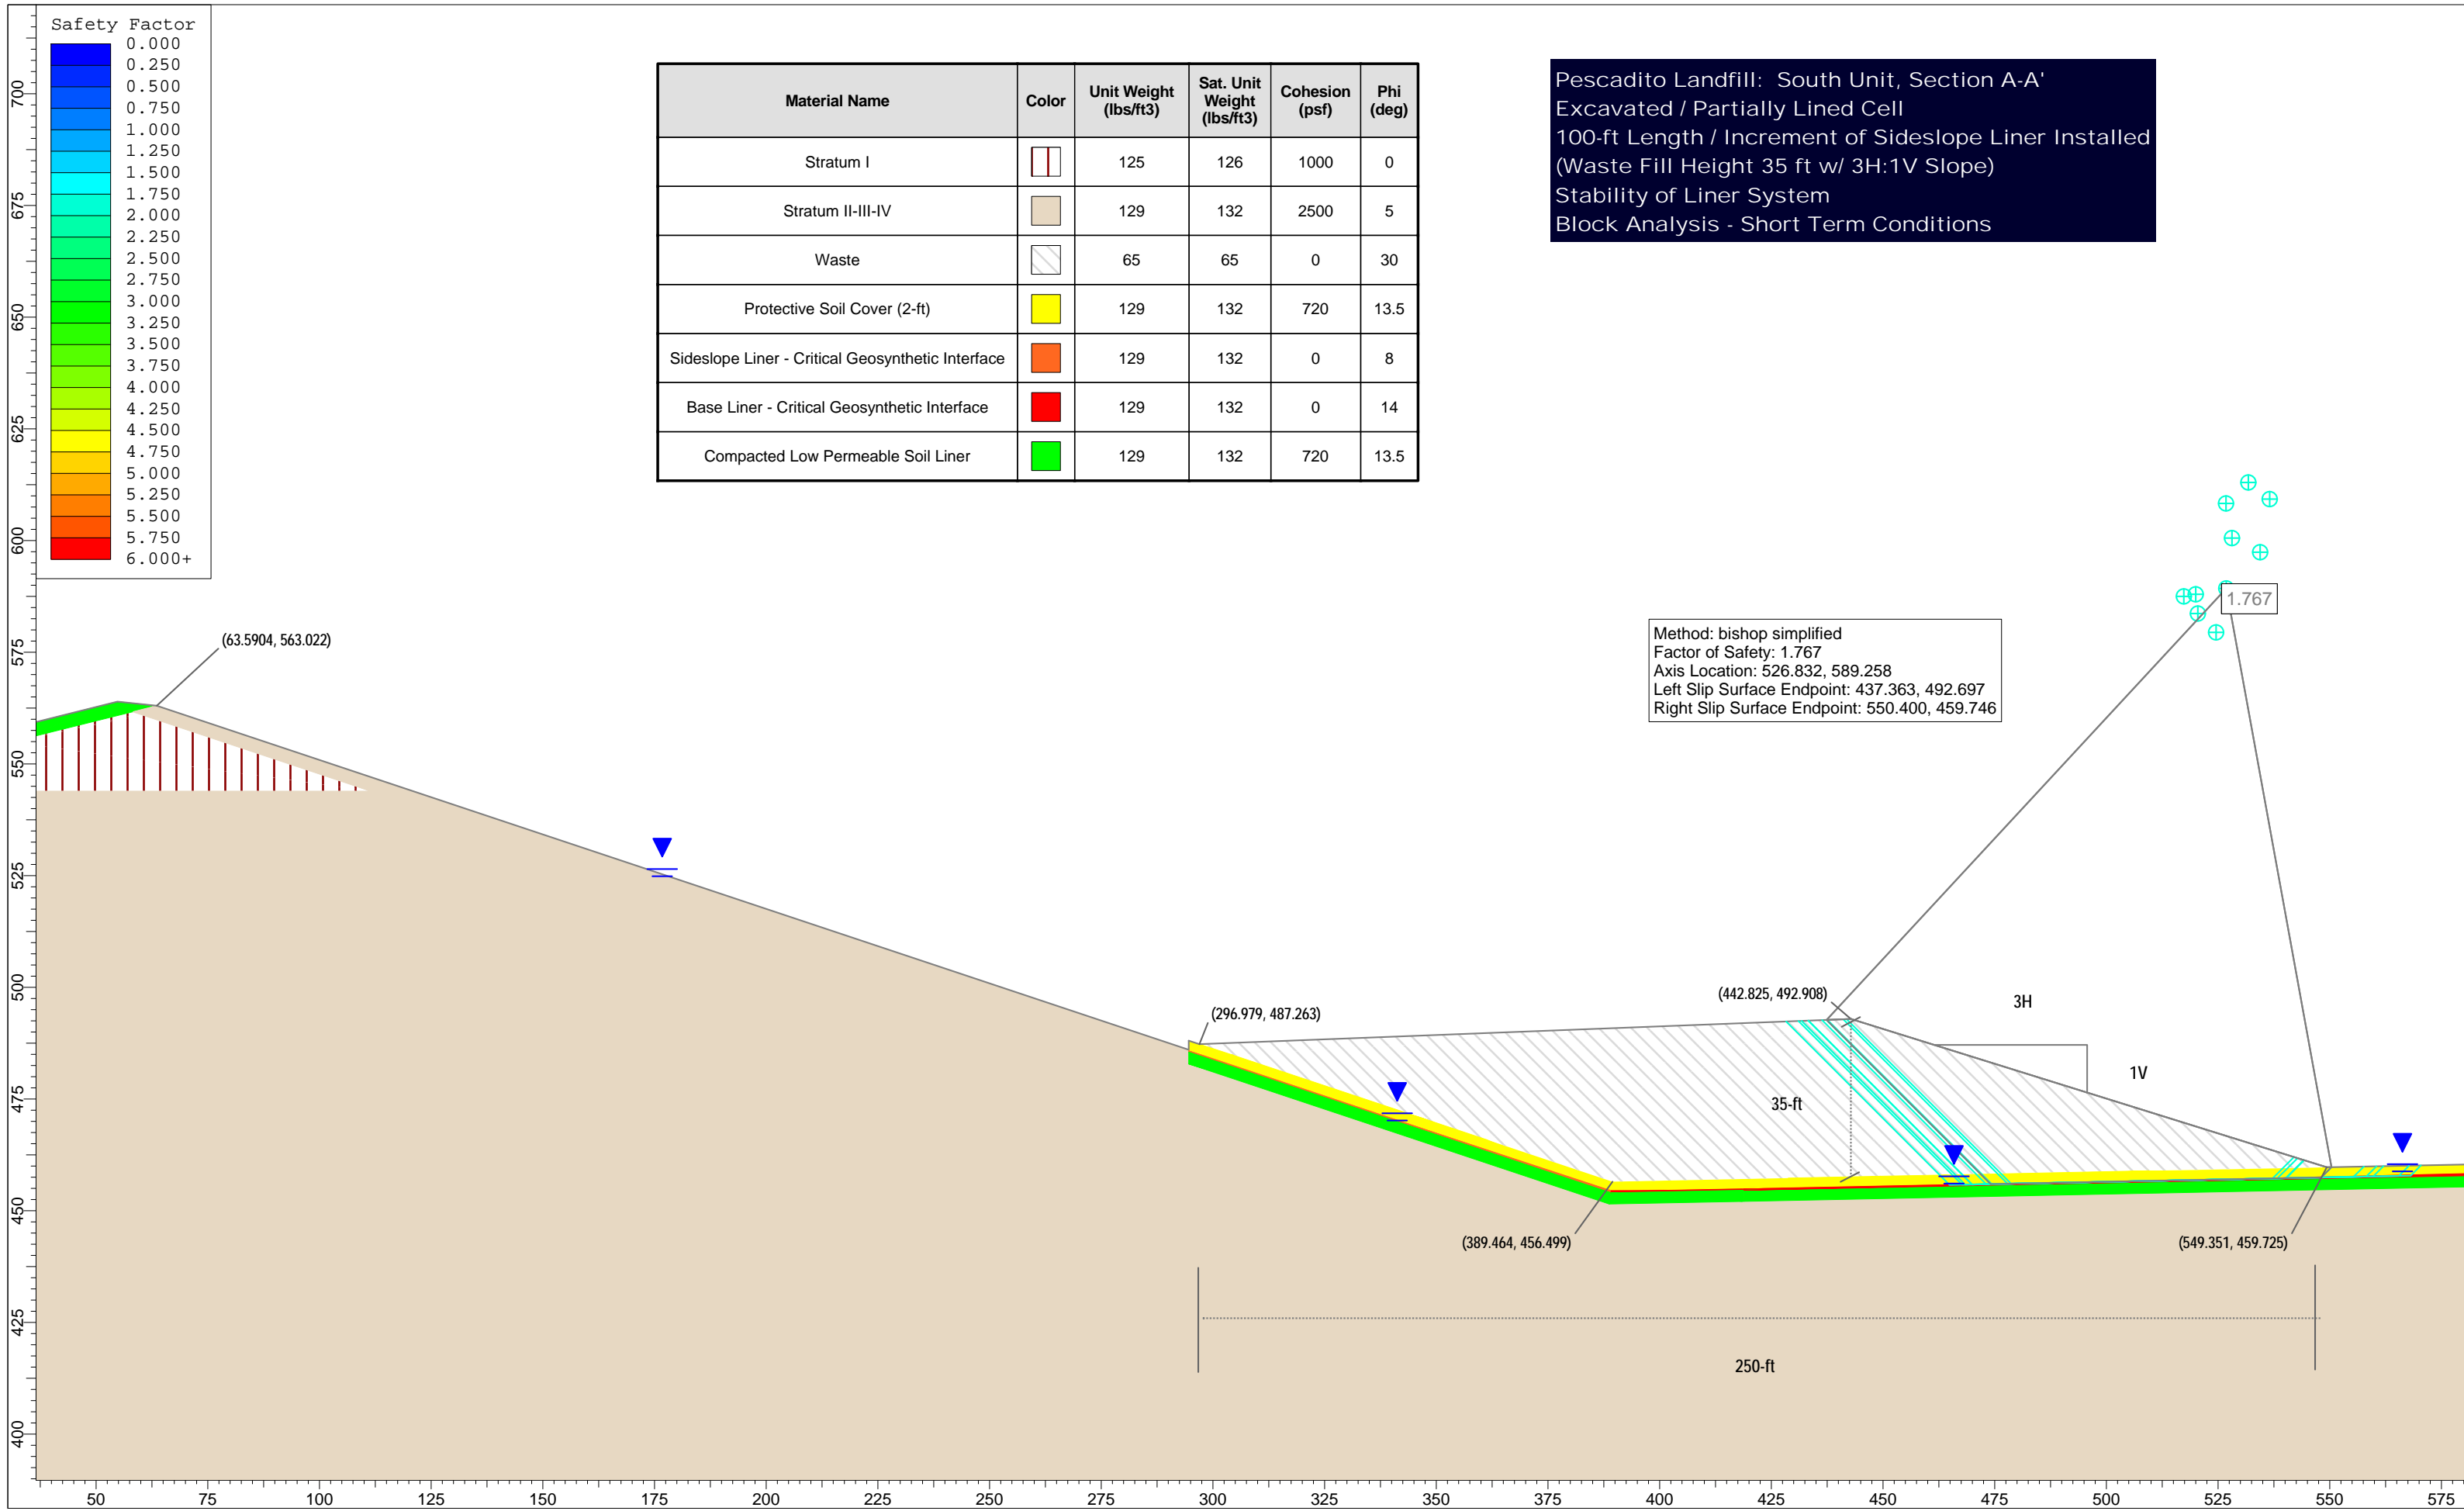 Safety Factor
0.000
0.250
0.500
0.750
1.000
1.250
1.500
1.750
2.000
2.250
2.500
2.750
3.000
3.250
3.500
3.750
4.000
4.250
4.500
4.750
5.000
5.250
5.500
5.750
6.000+
Material Name Color Unit Weight (lbs/ft3) Sat. Unit Weight (lbs/ft3) Cohesion (psf) Phi (deg)
Stratum I 125 126 1000 0
Stratum II-III-IV 129 132 2500 5
Waste 65 65 0 30
Protective Soil Cover (2-ft) 129 132 720 13.5
Sideslope Liner - Critical Geosynthetic Interface 129 132 0 8
Base Liner - Critical Geosynthetic Interface 129 132 0 14
Compacted Low Permeable Soil Liner 129 132 720 13.5
Pescadito Landfill: South Unit, Section A-A'
Excavated / Partially Lined Cell
100-ft Length / Increment of Sideslope Liner Installed
(Waste Fill Height 35 ft w/ 3H:1V Slope)
Stability of Liner System
Block Analysis - Short Term Conditions
1.767
Method: bishop simplified
Factor of Safety: 1.767
Axis Location: 526.832, 589.258
Left Slip Surface Endpoint: 437.363, 492.697
Right Slip Surface Endpoint: 550.400, 459.746
(63.5904, 563.022)
(296.979, 487.263)
(442.825, 492.908)
3H
1V
35-ft
(389.464, 456.499)
(549.351, 459.725)
250-ft
700
675
650
625
600
575
550
525
500
475
450
425
400
50 75 100 125 150 175 200 225 250 275 300 325 350 375 400 425 450 475 500 525 550 575